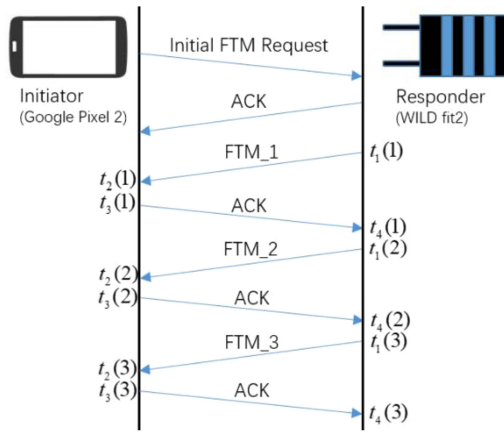 Initial FTM Request
Initiator
(Google Pixel 2)
Responder
(WILD fit2)
ACK
FTM_1
t₁(1)
t₂(1)
t₃(1)
ACK
t₄(1)
FTM_2
t₁(2)
t₂(2)
t₃(2)
ACK
t₄(2)
FTM_3
t₁(3)
t₂(3)
t₃(3)
ACK
t₄(3)